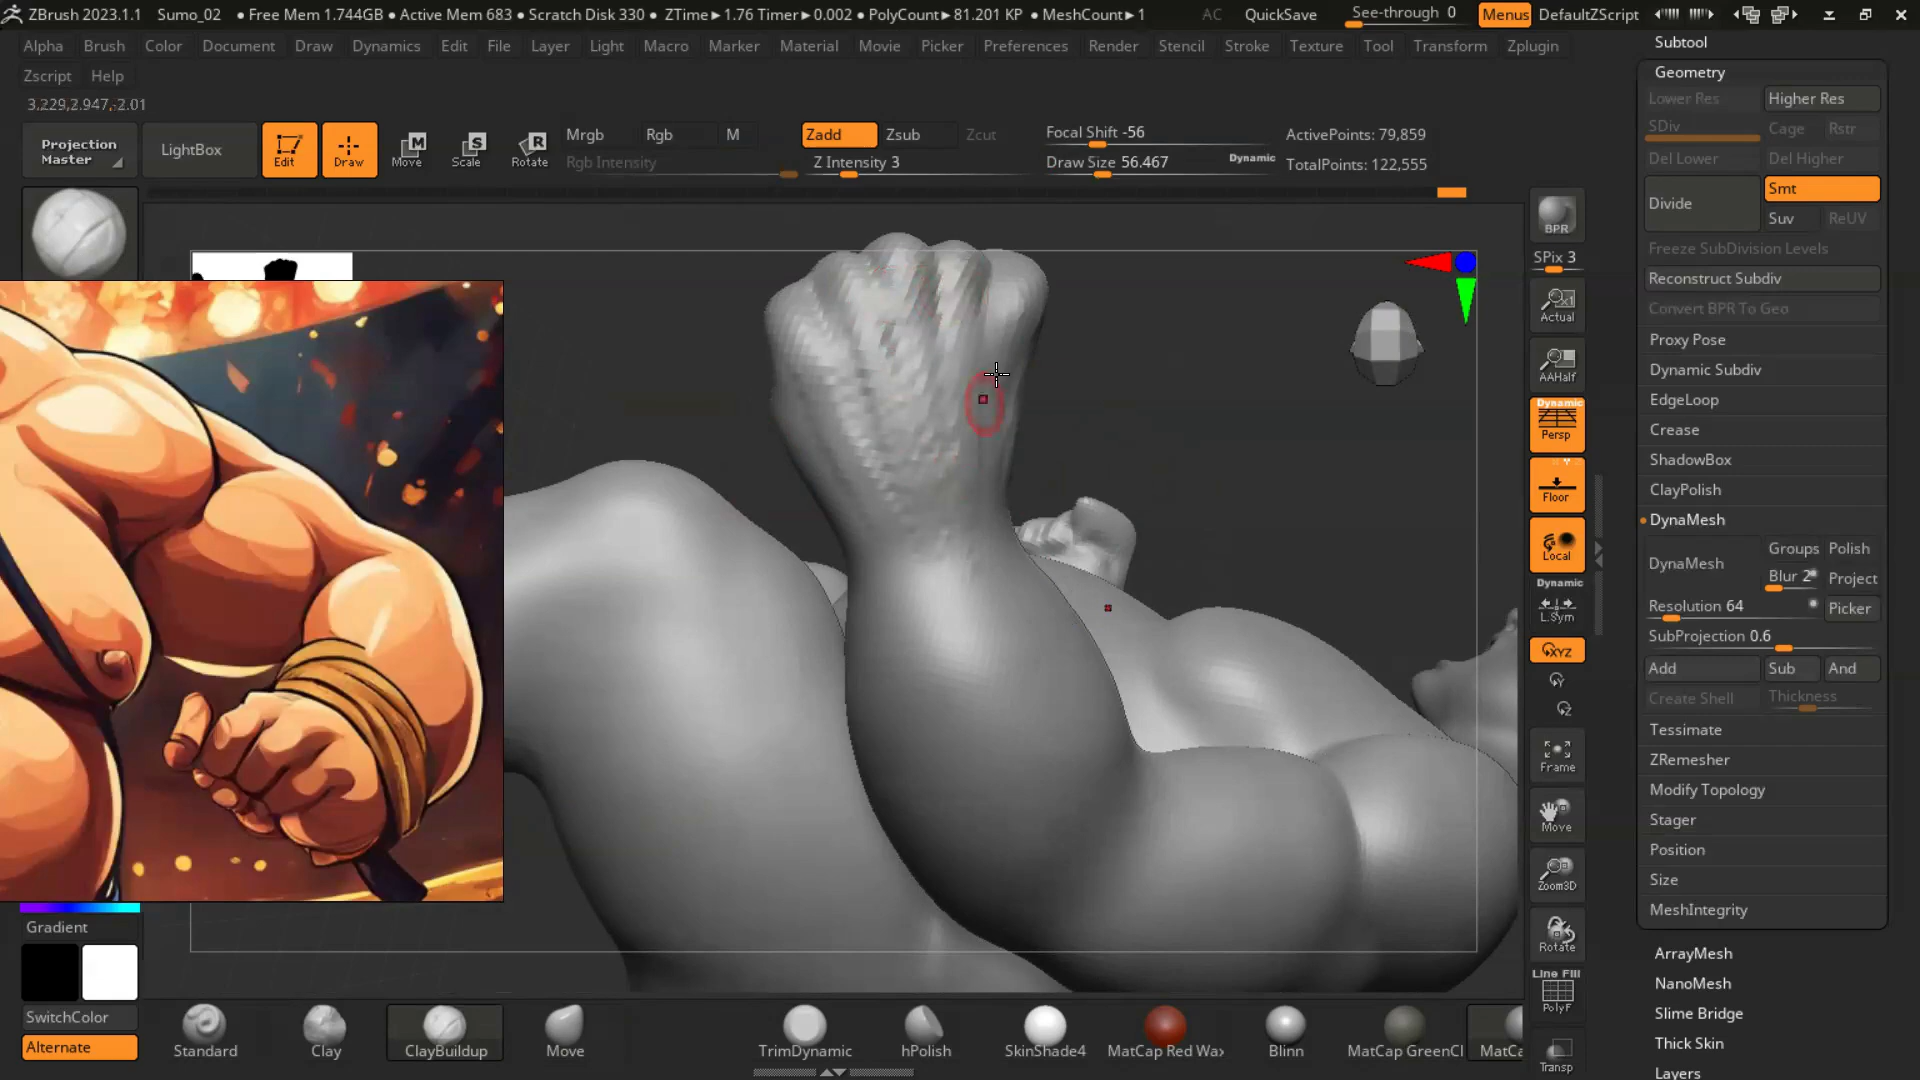 ZBrush 2023.1.1 Sumo_02 • Free Mem 1.744GB • Active Mem 683 • Scratch Disk 330 • ZTime►1.76 Timer►0.002 • PolyCount►81.201 KP • MeshCount►1 AC QuickSave See-through 0 Menus DefaultZScript
Alpha Brush Color Document Draw Dynamics Edit File Layer Light Macro Marker Material Movie Picker Preferences Render Stencil Stroke Texture Tool Transform Zplugin
Zscript Help
3.229,2.947,-2.01
Projection Master
LightBox
Edit
Draw
Move
Scale
Rotate
Mrgb Rgb M
Rgb Intensity
Zadd Zsub Zcut
Z Intensity 3
Focal Shift -56
Draw Size 56.467 Dynamic
ActivePoints: 79,859
TotalPoints: 122,555
BPR
SPix 3
Actual
AAHalf
Dynamic
Persp
Floor
Local
Dynamic
L.Sym
XYZ
Frame
Move
Zoom3D
Rotate
Line Fill
PolyF
Transp
Subtool
Geometry
Lower Res Higher Res
SDiv Cage Rstr
Del Lower Del Higher
Divide Smt
Suv ReUV
Freeze SubDivision Levels
Reconstruct Subdiv
Convert BPR To Geo
Proxy Pose
Dynamic Subdiv
EdgeLoop
Crease
ShadowBox
ClayPolish
DynaMesh
DynaMesh Groups Polish
Blur 2 Project
Resolution 64 Picker
SubProjection 0.6
Add Sub And
Create Shell Thickness
Tessimate
ZRemesher
Modify Topology
Stager
Position
Size
MeshIntegrity
ArrayMesh
NanoMesh
Slime Bridge
Thick Skin
Layers
Gradient
SwitchColor
Alternate
Standard Clay ClayBuildup Move TrimDynamic hPolish SkinShade4 MatCap Red Wax Blinn MatCap GreenCl MatCa